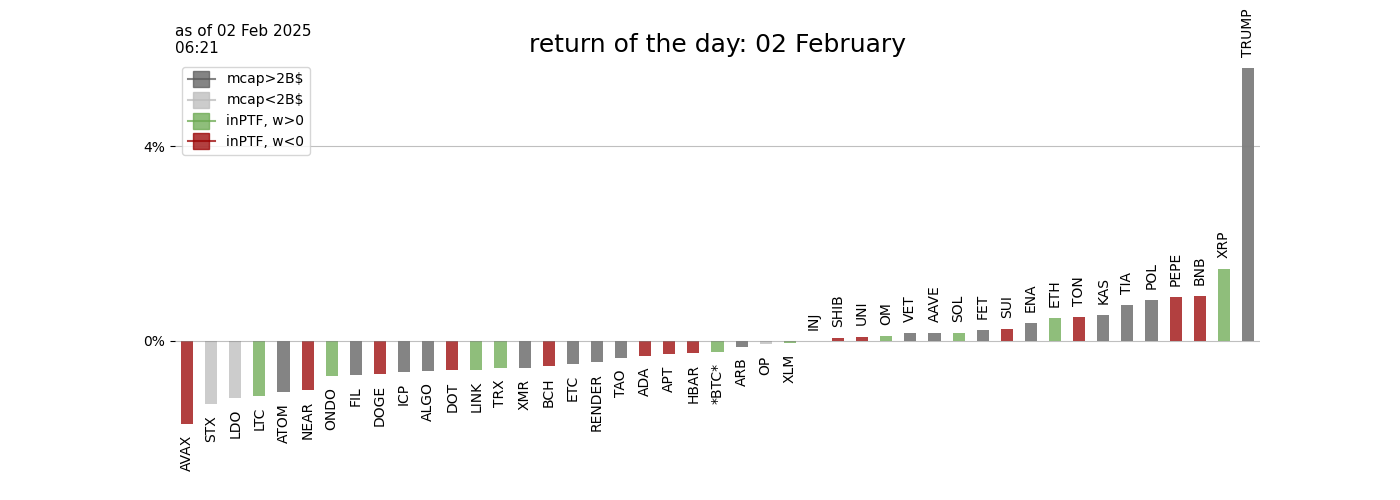 as of 02 Feb 2025
06:21
return of the day: 02 February
mcap>2B$
mcap<2B$
inPTF, w>0
inPTF, w<0
4%
0%
AVAX
STX
LDO
LTC
ATOM
NEAR
ONDO
FIL
DOGE
ICP
ALGO
DOT
LINK
TRX
XMR
BCH
ETC
RENDER
TAO
ADA
APT
HBAR
*BTC*
ARB
OP
XLM
INJ
SHIB
UNI
OM
VET
AAVE
SOL
FET
SUI
ENA
ETH
TON
KAS
TIA
POL
PEPE
BNB
XRP
TRUMP